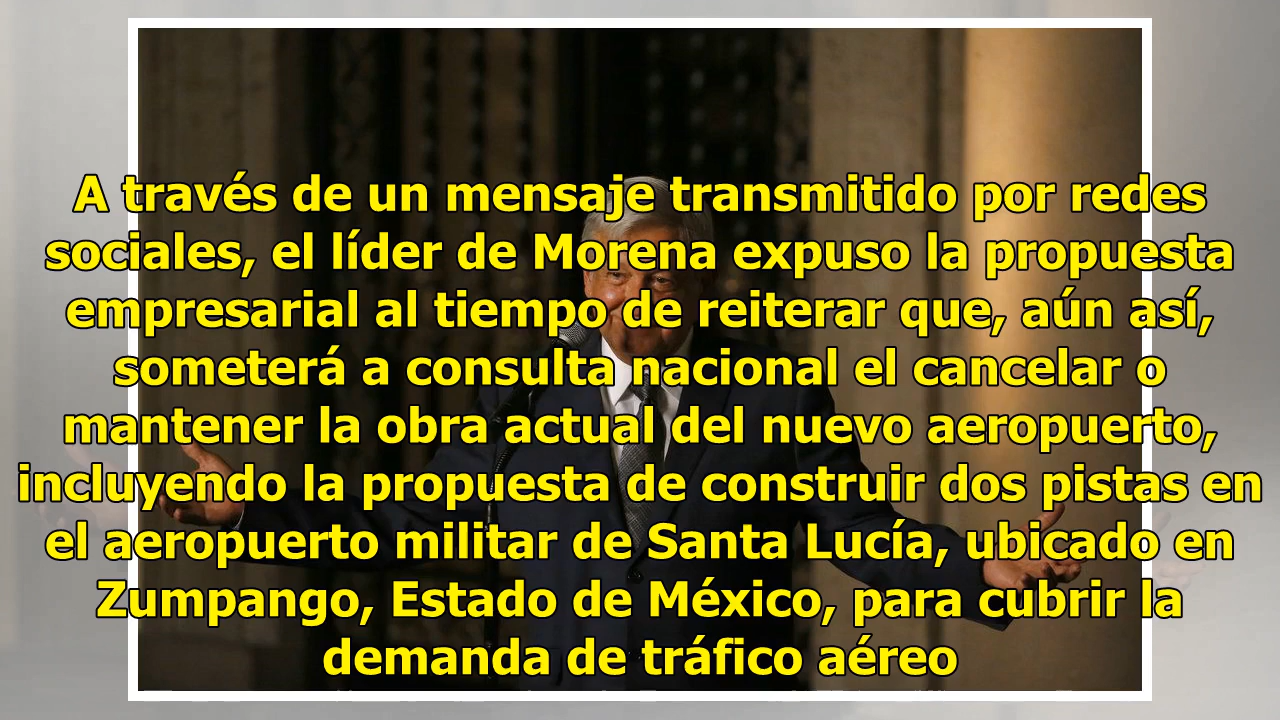 A través de un mensaje transmitido por redes
sociales, el líder de Morena expuso la propuesta
empresarial al tiempo de reiterar que, aún así,
someterá a consulta nacional el cancelar o
mantener la obra actual del nuevo aeropuerto,
incluyendo la propuesta de construir dos pistas en
el aeropuerto militar de Santa Lucía, ubicado en
Zumpango, Estado de México, para cubrir la
demanda de tráfico aéreo